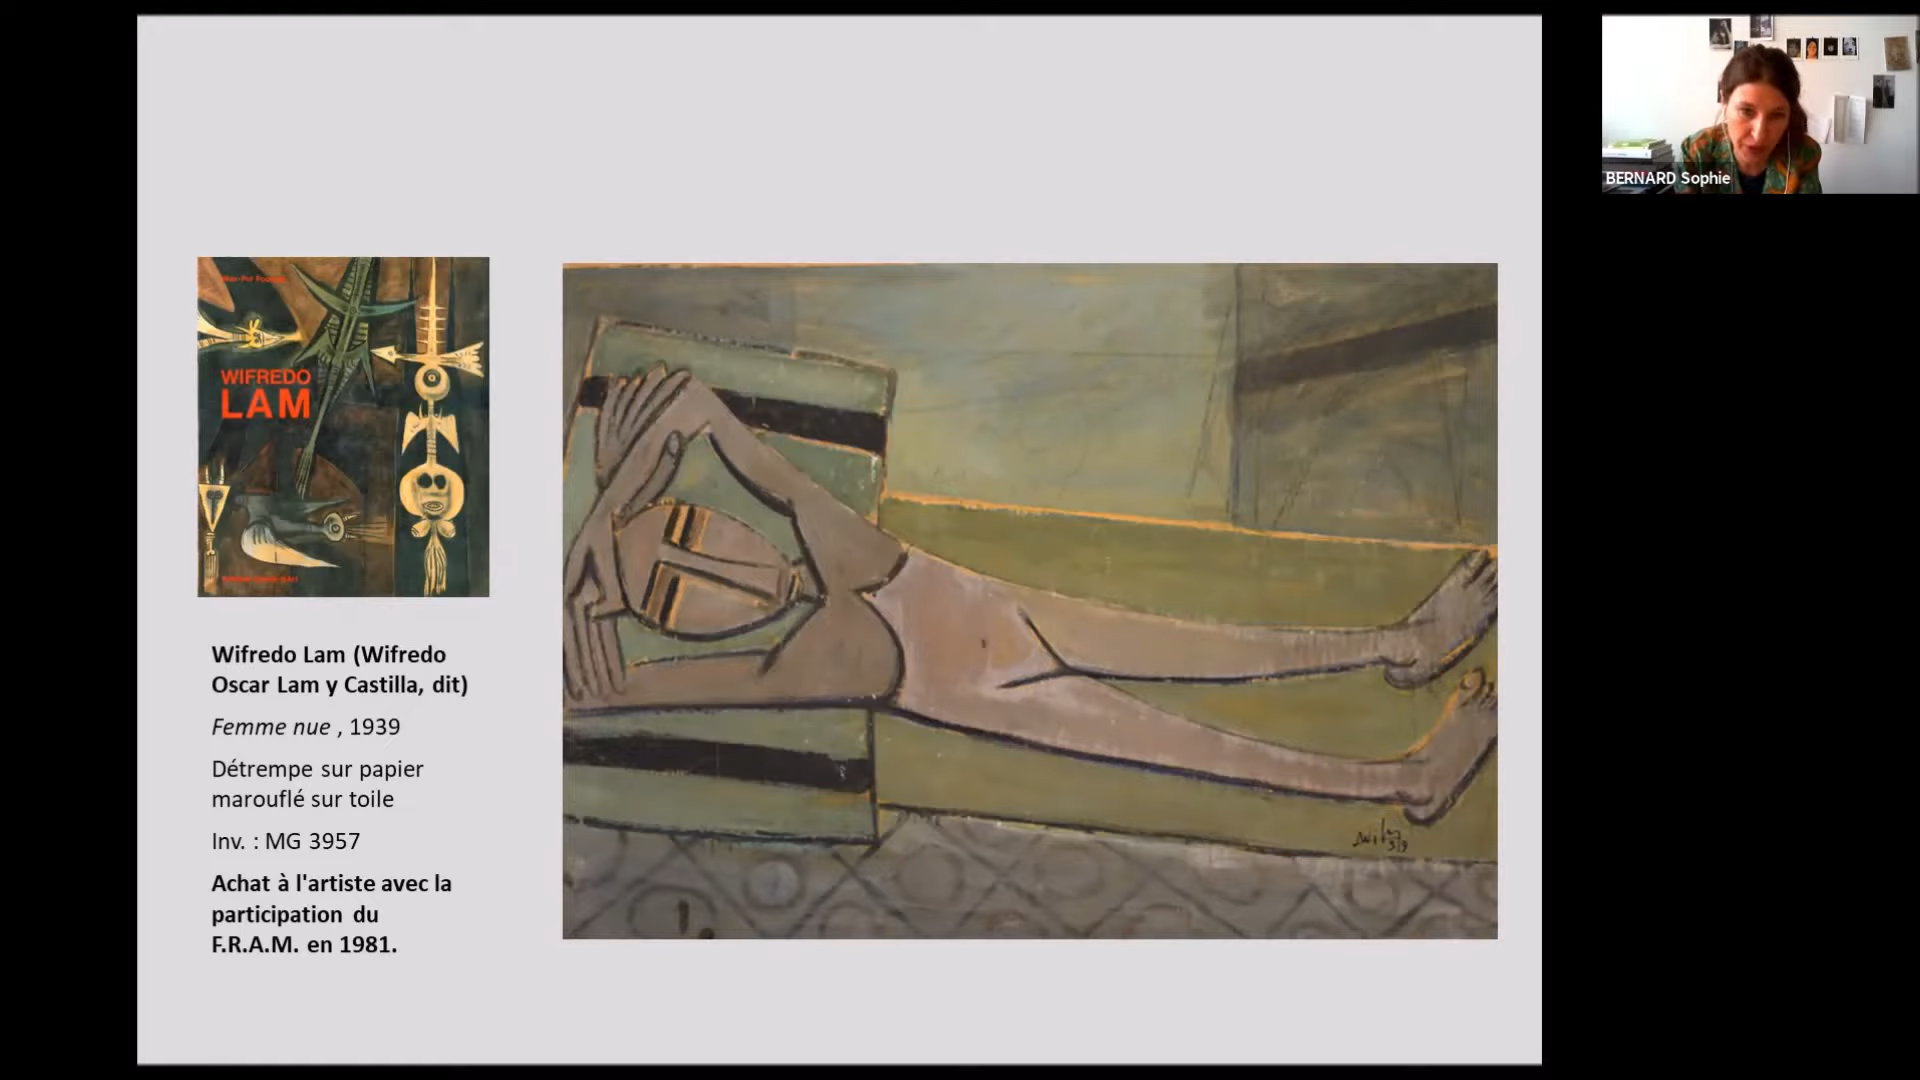 BERNARD Sophie
WIFREDO
LAM
Wifredo Lam (Wifredo
Oscar Lam y Castilla, dit)
Femme nue , 1939
Détrempe sur papier
marouflé sur toile
Inv. : MG 3957
Achat à l'artiste avec la
participation du
F.R.A.M. en 1981.